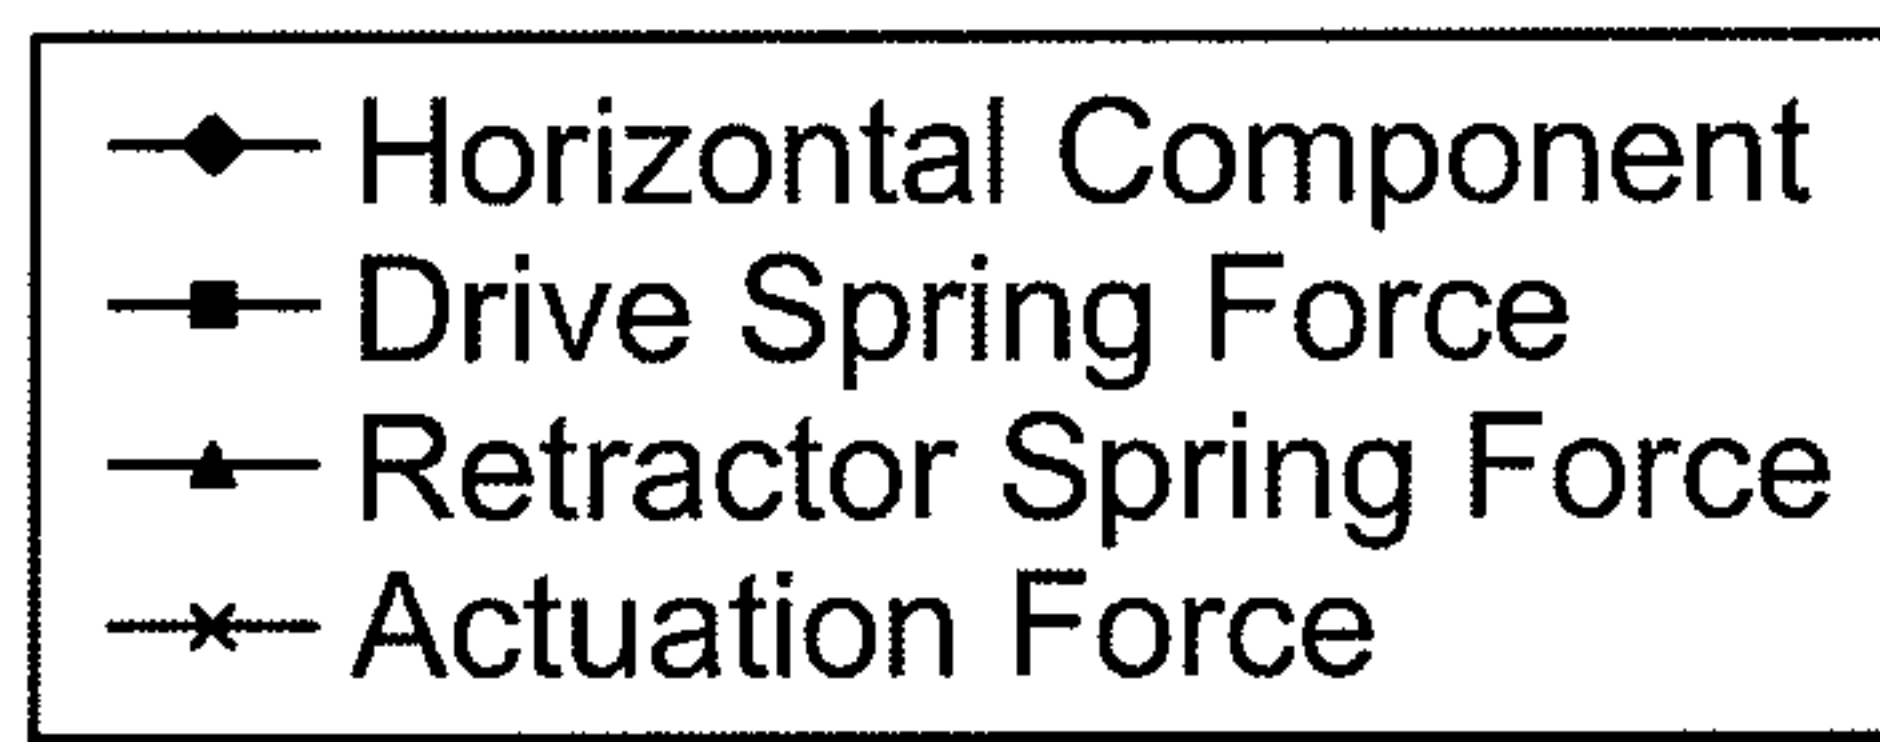 Horizontal Component
Drive Spring Force
Retractor Spring Force
Actuation Force